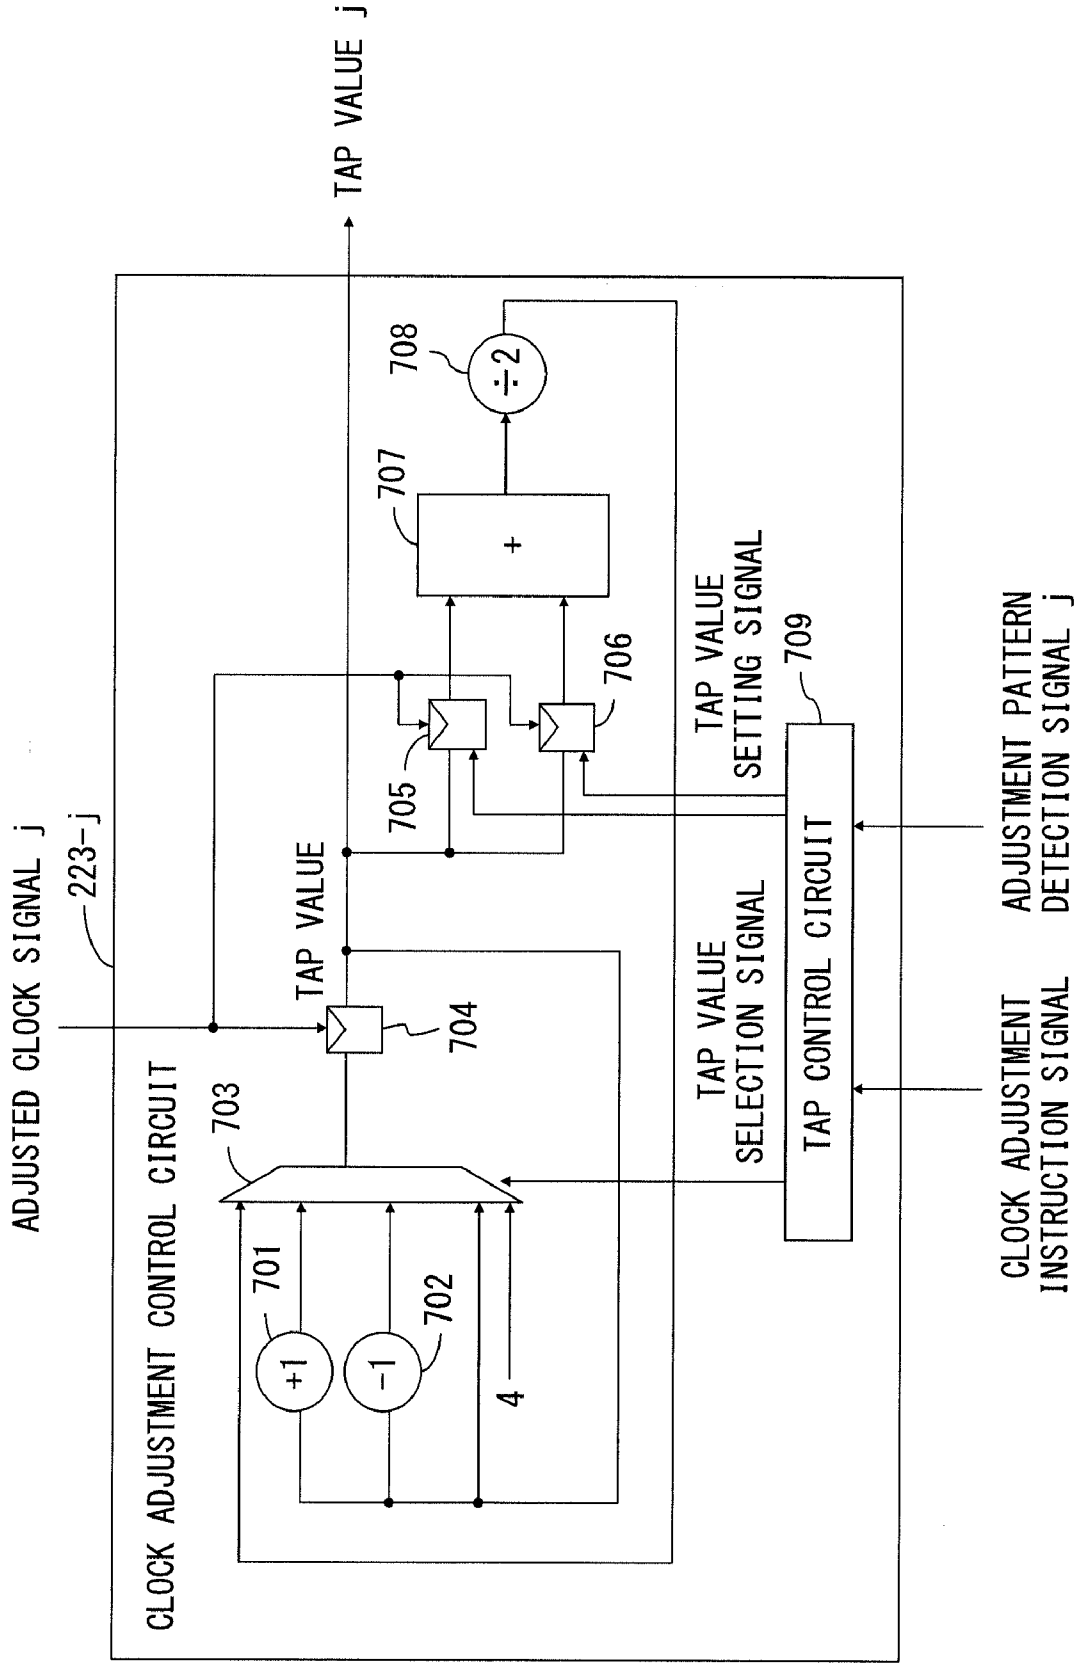 ADJUSTED CLOCK SIGNAL j
223-j
CLOCK ADJUSTMENT CONTROL CIRCUIT
703
701
+1
702
-1
4
704
TAP VALUE
TAP VALUE j
705
706
707
+
708
÷2
TAP VALUE
SELECTION SIGNAL
TAP VALUE
SETTING SIGNAL
709
TAP CONTROL CIRCUIT
CLOCK ADJUSTMENT
INSTRUCTION SIGNAL
ADJUSTMENT PATTERN
DETECTION SIGNAL j